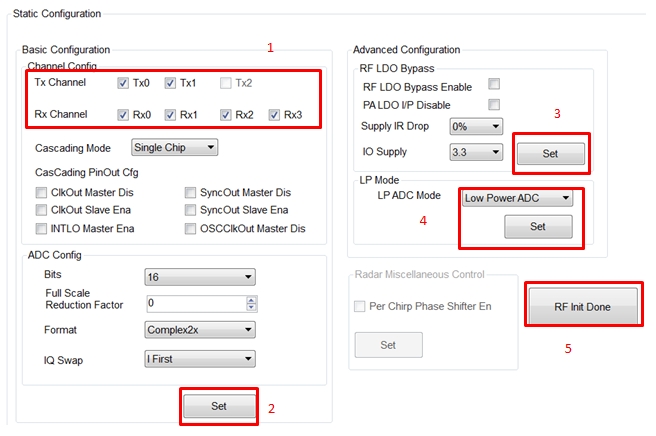 Static Configuration
Basic Configuration
1
Channel Config
Tx Channel Tx0 Tx1 Tx2
Rx Channel Rx0 Rx1 Rx2 Rx3
Cascading Mode Single Chip
CasCading PinOut Cfg
ClkOut Master Dis SyncOut Master Dis
ClkOut Slave Ena SyncOut Slave Ena
INTLO Master Ena OSCClkOut Master Dis
ADC Config
Bits 16
Full Scale
Reduction Factor 0
Format Complex2x
IQ Swap I First
Set 2
Advanced Configuration
RF LDO Bypass
RF LDO Bypass Enable
PA LDO I/P Disable
3
Supply IR Drop 0%
IO Supply 3.3 Set
LP Mode
LP ADC Mode Low Power ADC
4 Set
Radar Miscellaneous Control
Per Chirp Phase Shifter En
Set
RF Init Done
5